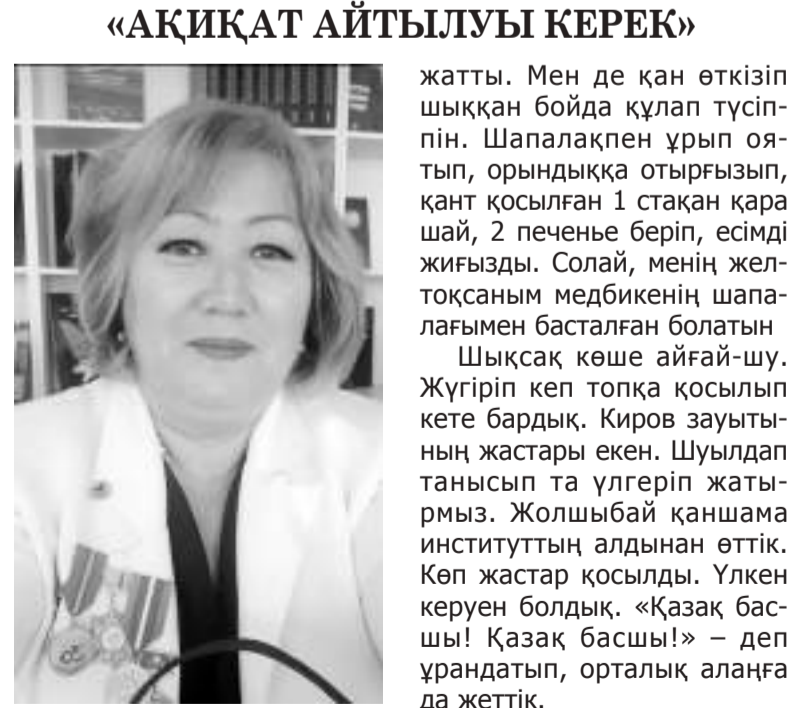 «АҚИҚАТ АЙТЫЛУЫ КЕРЕК»
жатты. Мен де қан өткізіп
шыққан бойда құлап түсіп-
пін. Шапалақпен ұрып оя-
тып, орындыққа отырғызып,
қант қосылған 1 стақан қара
шай, 2 печенье беріп, есімді
жиғызды. Солай, менің жел-
тоқсаным медбикенің шапа-
лағымен басталған болатын
Шықсақ көше айғай-шу.
Жүгіріп кеп топқа қосылып
кете бардық. Киров зауыты-
ның жастары екен. Шуылдап
танысып та үлгеріп жаты-
рмыз. Жолшыбай қаншама
институттың алдынан өттік.
Көп жастар қосылды. Үлкен
керуен болдық. «Қазақ бас-
шы! Қазақ басшы!» – деп
ұрандатып, орталық алаңға
да жеттік.